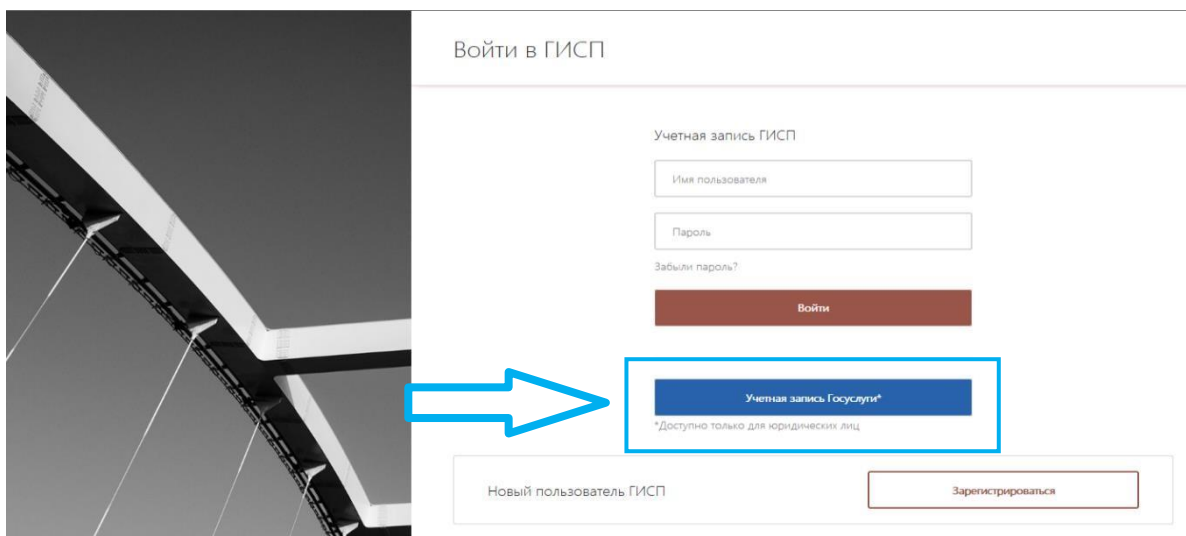 Войти в ГИСП
Учетная запись ГИСП
Имя пользователя
Пароль
Забыли пароль?
Войти
Учетная запись Госуслуги*
*Доступно только для юридических лиц
Новый пользователь ГИСП
Зарегистрироваться